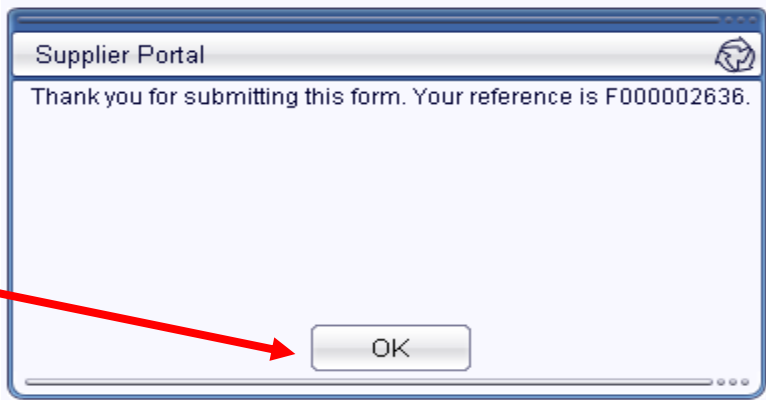 Supplier Portal
Thank you for submitting this form. Your reference is F000002636.
OK